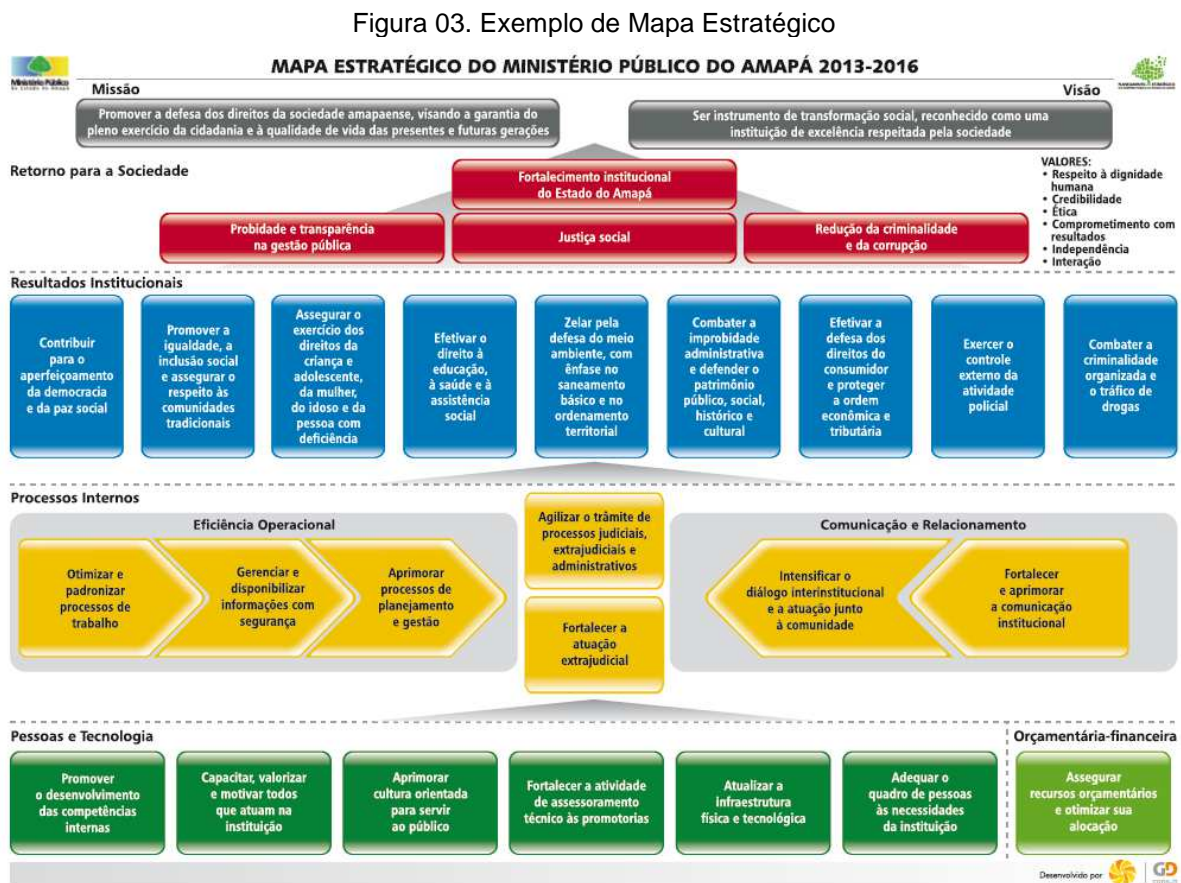 Figura 03. Exemplo de Mapa Estratégico
MAPA ESTRATÉGICO DO MINISTÉRIO PÚBLICO DO AMAPÁ 2013-2016
Ministério Público
Missão
Promover a defesa dos direitos da sociedade amapaense, visando a garantia do
pleno exercício da cidadania e à qualidade de vida das presentes e futuras gerações
Visão
Ser instrumento de transformação social, reconhecido como uma
instituição de excelência respeitada pela sociedade
Retorno para a Sociedade
Fortalecimento institucional
do Estado do Amapá
Probidade e transparência
na gestão pública
Justiça social
Redução da criminalidade
e da corrupção
VALORES:
• Respeito à dignidade
humana
• Credibilidade
• Ética
• Comprometimento com
resultados
• Independência
• Interação
Resultados Institucionais
Contribuir
para o
aperfeiçoamento
da democracia
e da paz social
Promover a
igualdade, a
inclusão social
e assegurar o
respeito às
comunidades
tradicionais
Assegurar o
exercício dos
direitos da
criança e
adolescente,
da mulher,
do idoso e da
pessoa com
deficiência
Efetivar o
direito à
educação,
à saúde e à
assistência
social
Zelar pela
defesa do meio
ambiente, com
ênfase no
saneamento
básico e no
ordenamento
territorial
Combater a
improbidade
administrativa
e defender o
patrimônio
público, social,
histórico e
cultural
Efetivar a
defesa dos
direitos do
consumidor
e proteger
a ordem
econômica e
tributária
Exercer o
controle
externo da
atividade
policial
Combater a
criminalidade
organizada e
o tráfico de
drogas
Processos Internos
Eficiência Operacional
Otimizar e
padronizar
processos de
trabalho
Gerenciar e
disponibilizar
informações com
segurança
Aprimorar
processos de
planejamento
e gestão
Agilizar o trâmite de
processos judiciais,
extrajudiciais e
administrativos
Fortalecer a
atuação
extrajudicial
Comunicação e Relacionamento
Intensificar o
diálogo interinstitucional
e a atuação junto
à comunidade
Fortalecer
e aprimorar
a comunicação
institucional
Pessoas e Tecnologia
Promover
o desenvolvimento
das competências
internas
Capacitar, valorizar
e motivar todos
que atuam na
instituição
Aprimorar
cultura orientada
para servir
ao público
Fortalecer a atividade
de assessoramento
técnico às promotorias
Atualizar a
infraestrutura
física e tecnológica
Adequar o
quadro de pessoas
às necessidades
da instituição
Orçamentária-financeira
Assegurar
recursos orçamentários
e otimizar sua
alocação
Desenvolvido por